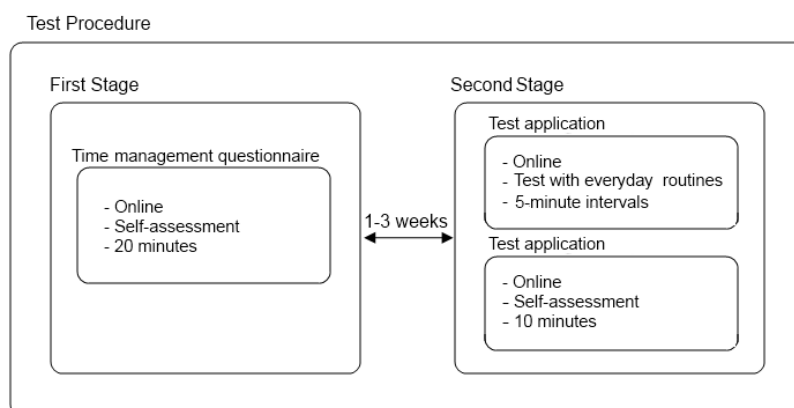 Test Procedure
First Stage
Time management questionnaire
- Online
- Self-assessment
- 20 minutes
1-3 weeks
Second Stage
Test application
- Online
- Test with everyday routines
- 5-minute intervals
Test application
- Online
- Self-assessment
- 10 minutes